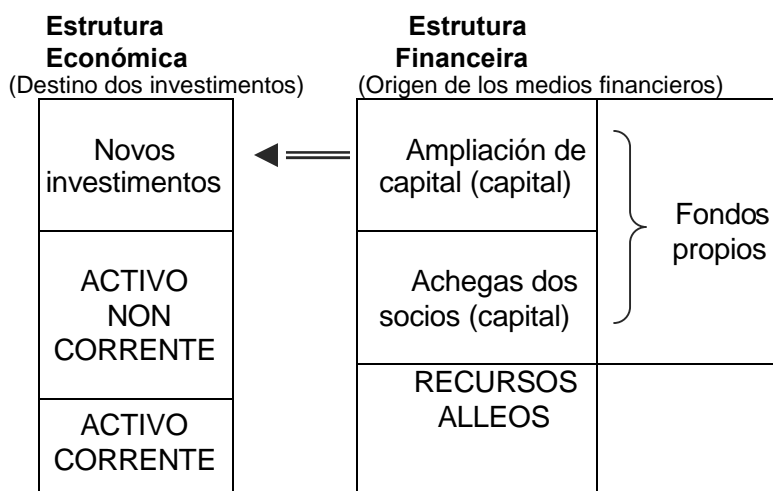 Estrutura
Económica
(Destino dos investimentos)
Estrutura
Financeira
(Origen de los medios financieros)
Novos
investimentos
Ampliación de
capital (capital)
Fondos
propios
ACTIVO
NON
CORRENTE
Achegas dos
socios (capital)
RECURSOS
ALLEOS
ACTIVO
CORRENTE